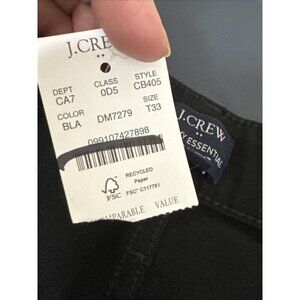 J.CREW
DEPT CLASS STYLE
CA7 0D5 CB405
COLOR SIZE
BLA DM7279 T33
099107427898
FSC
RECYCLED
Paper
FSC® C117781
COMPARABLE VALUE
J.CREW
ESSENTIAL